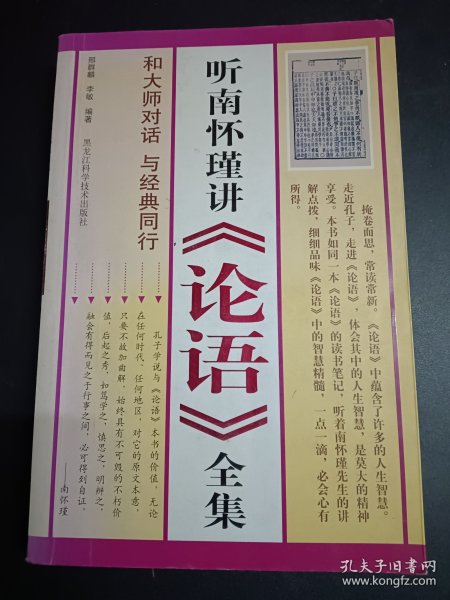 掩卷而思，常读常新。《论语》中蕴含了许多的人生智慧。
走近孔子，走进《论语》，体会其中的人生智慧，是莫大的精神
享受。本书如同一本《论语》的读书笔记，听着南怀瑾先生的讲
解点拨，细细品味《论语》中的智慧精髓，一点一滴，必会心有
所得。
听南怀瑾讲
《论语》
全集
和大师对话 与经典同行
邢群麟 李敏 编著
黑龙江科学技术出版社
孔子学说与《论语》本书的价值，无论
在任何时代、任何地区，对它的原文本意，
只要不故加曲解，始终具有不可毁的不朽价
值，后起之秀，如笃学之，慎思之，明辨之，
融会有得而见之于行事之间，必可得到自证。
——南怀瑾
孔夫子旧书网
www.kongfz.com